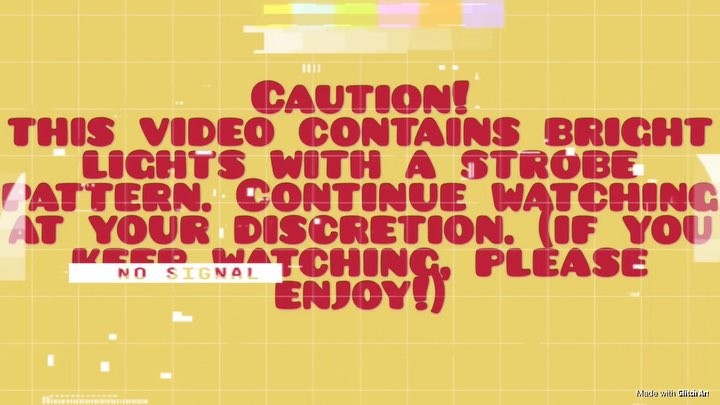 Caution!
this video contains bright
lights with a strobe
pattern. Continue watching
at your discretion. (If you
keep watching, please
enjoy!)
NO SIGNAL
Made with Glitch Art